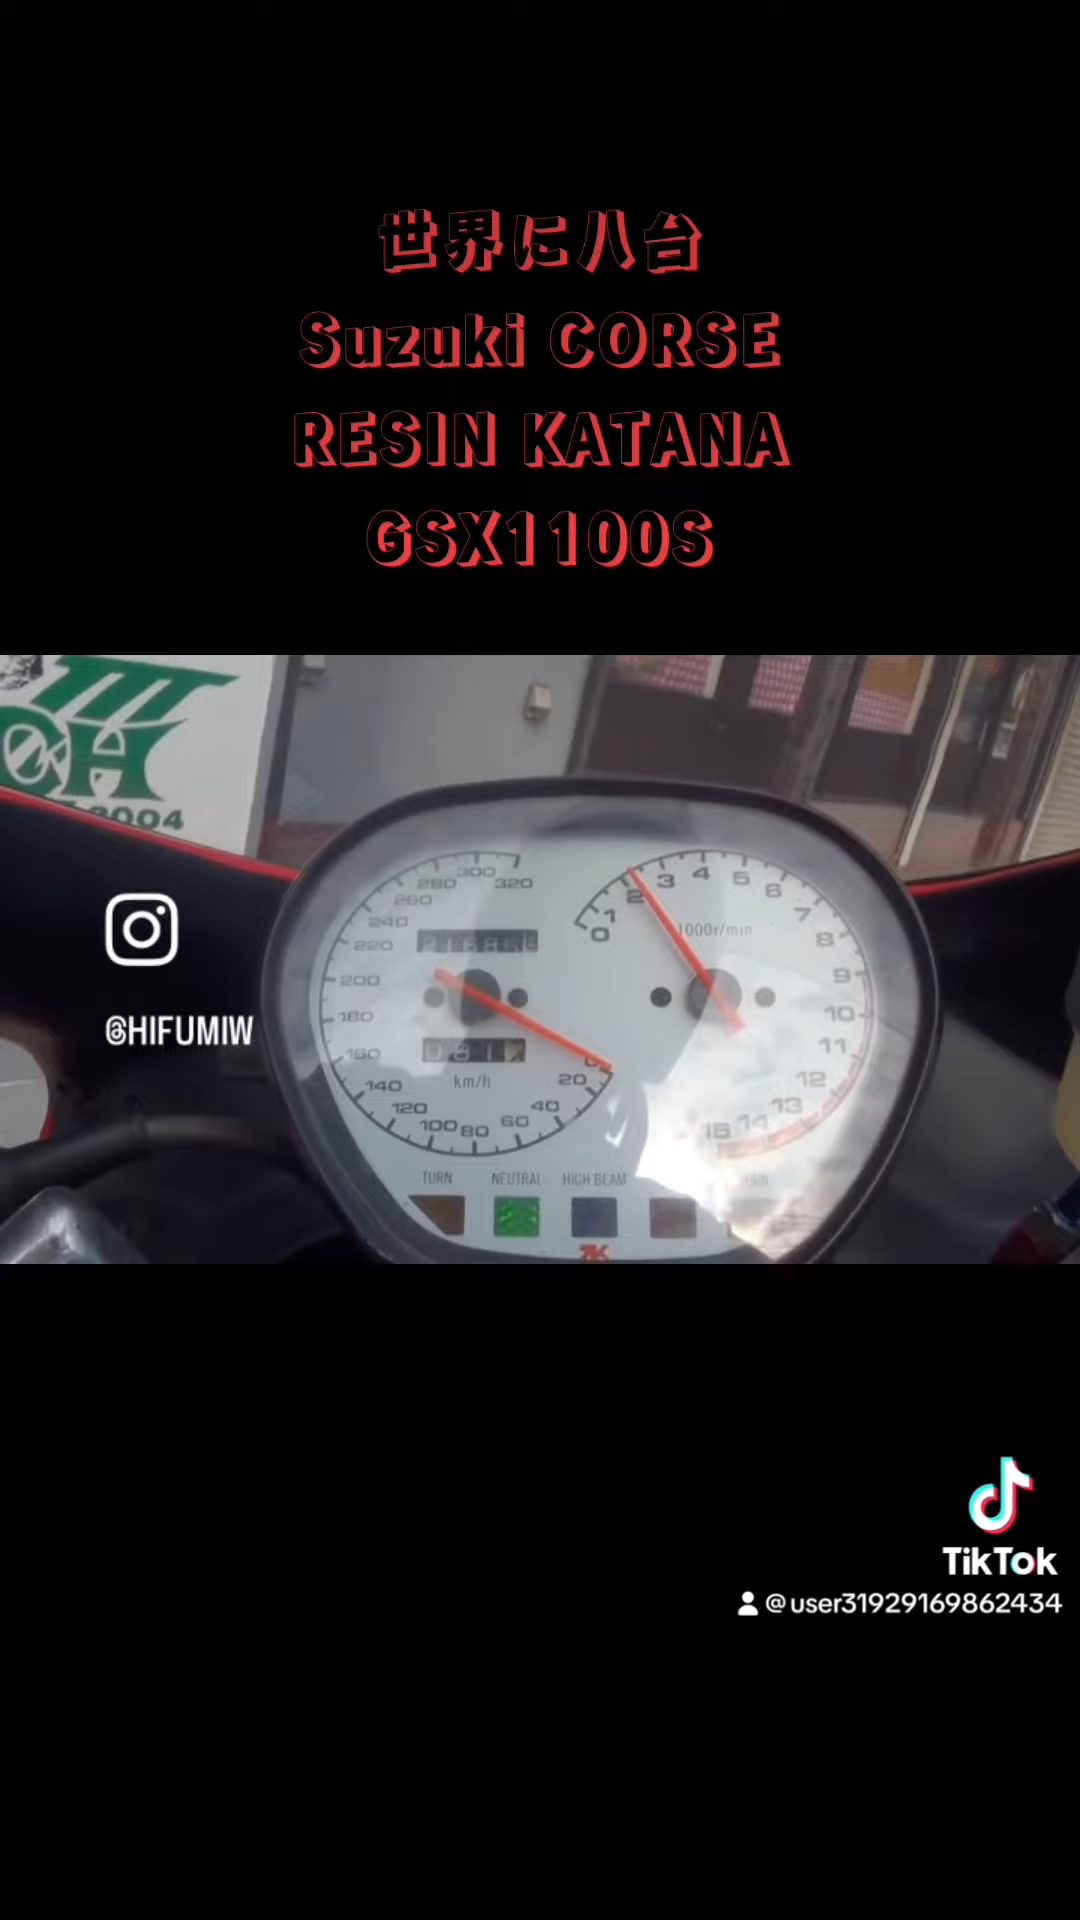 世界に八台
Suzuki CORSE
RESIN KATANA
GSX1100S
300
280
320
260
240
220
200
180
160
140
120
100
80
60
40
20
km/h
0
1
2
3
4
5
6
7
8
9
10
11
12
13
14
15
1000r/min
TURN
NEUTRAL
HIGH BEAM
@HIFUMIW
TikTok
@user31929169862434